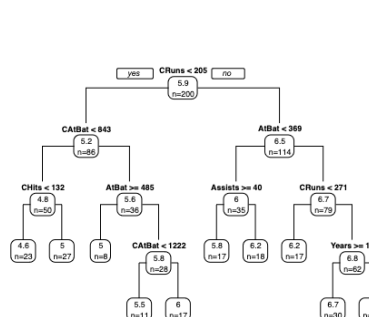 yes CRuns < 205 no
5.9
n=200
CAtBat < 843 AtBat < 369
5.2 6.5
n=86 n=114
CHits < 132 AtBat >= 485 Assists >= 40 CRuns < 271
4.8 5.6 6 6.7
n=50 n=36 n=35 n=79
4.6 5 5 CAtBat < 1222 5.8 6.2 6.2 Years >= 1
n=23 n=27 n=8 5.8 n=17 n=18 n=17 6.8
n=28 n=62
5.5 6 6.7
n=11 n=17 n=30